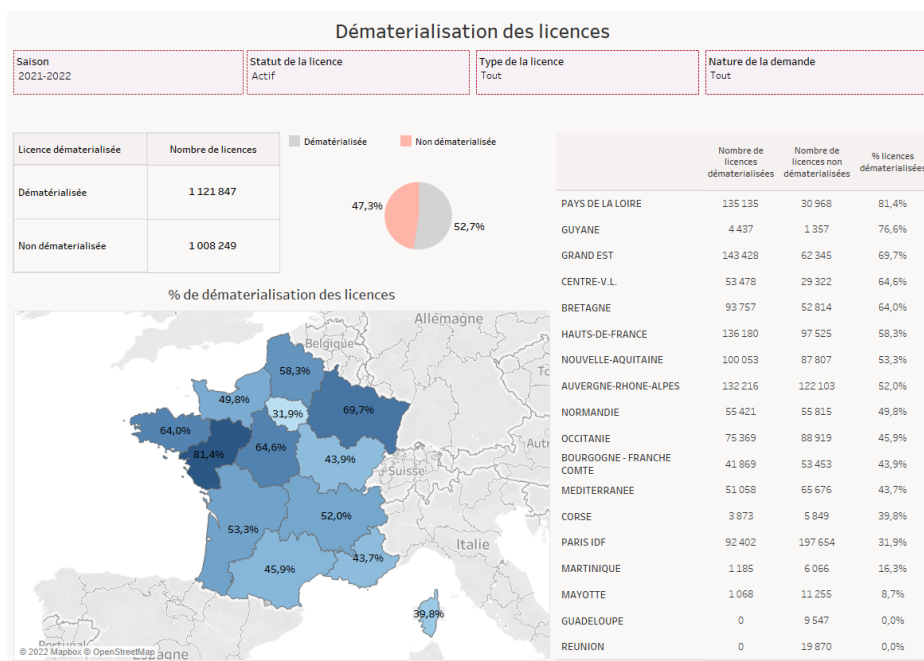 Dématerialisation des licences
Saison
2021-2022
Statut de la licence
Actif
Type de la licence
Tout
Nature de la demande
Tout
Licence dématerialisée
Nombre de licences
Dématérialisée
1 121 847
Non dématerialisée
1 008 249
Dématérialisée
Non dématerialisée
47,3%
52,7%
% de dématerialisation des licences
Allemagne
Belgique
58,3%
49,8%
31,9%
69,7%
64,0%
81,4%
64,6%
43,9%
Suisse
52,0%
53,3%
Italie
43,7%
45,9%
39,8%
Portugal
Espagne
© 2022 Mapbox © OpenStreetMap
Nombre de
licences
dématerialisées
Nombre de
licences non
dématerialisées
% licences
dématerialisées
PAYS DE LA LOIRE 135 135 30 968 81,4%
GUYANE 4 437 1 357 76,6%
GRAND EST 143 428 62 345 69,7%
CENTRE-V.L. 53 478 29 322 64,6%
BRETAGNE 93 757 52 814 64,0%
HAUTS-DE-FRANCE 136 180 97 525 58,3%
NOUVELLE-AQUITAINE 100 053 87 807 53,3%
AUVERGNE-RHONE-ALPES 132 216 122 103 52,0%
NORMANDIE 55 421 55 815 49,8%
OCCITANIE 75 369 88 919 45,9%
BOURGOGNE - FRANCHE
COMTE 41 869 53 453 43,9%
MEDITERRANEE 51 058 65 676 43,7%
CORSE 3 873 5 849 39,8%
PARIS IDF 92 402 197 654 31,9%
MARTINIQUE 1 185 6 066 16,3%
MAYOTTE 1 068 11 255 8,7%
GUADELOUPE 0 9 547 0,0%
REUNION 0 19 870 0,0%